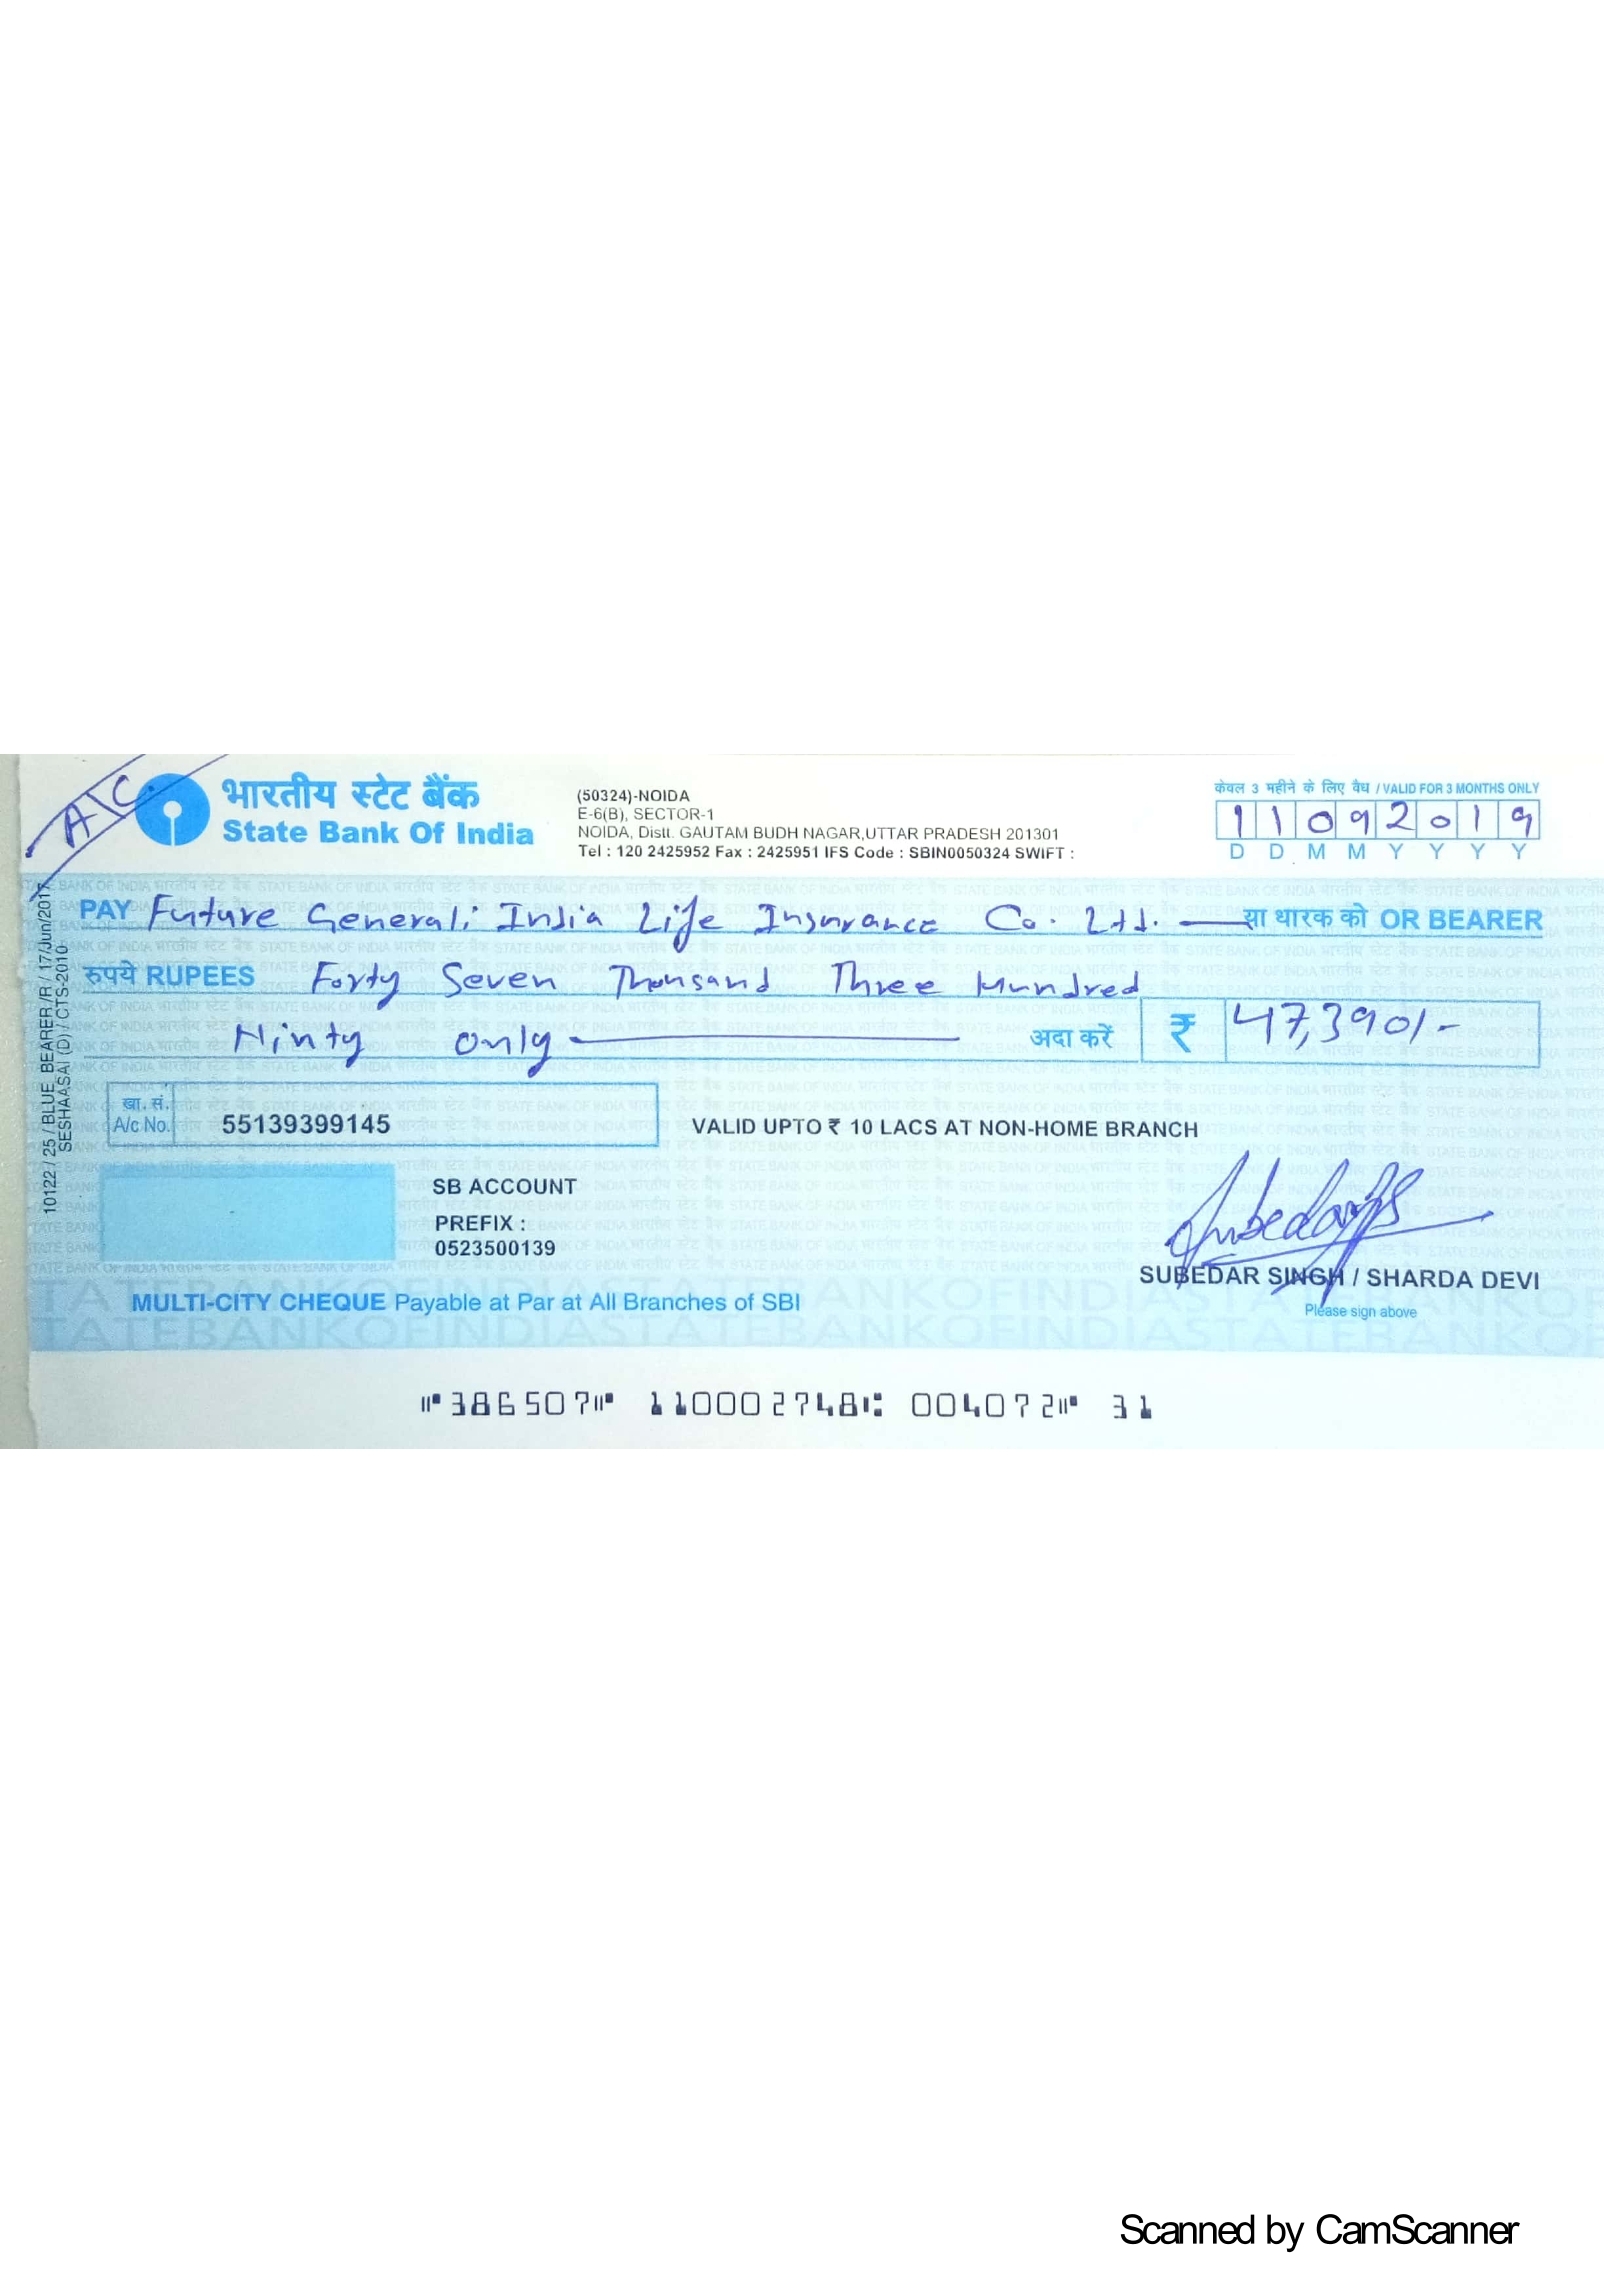 A/C.
भारतीय स्टेट बैंक
State Bank Of India
(50324)-NOIDA
E-6(B), SECTOR-1
NOIDA, Distt. GAUTAM BUDH NAGAR,UTTAR PRADESH 201301
Tel : 120 2425952 Fax : 2425951 IFS Code : SBIN0050324 SWIFT :
केवल 3 महीने के लिए वैध / VALID FOR 3 MONTHS ONLY
1 1 0 9 2 0 1 9
D D M M Y Y Y Y
PAY Future Generali India Life Insurance Co. Ltd. या धारक को OR BEARER
रुपये RUPEES Forty Seven Thousand Three Hundred
Ninty only अदा करें ₹ 47,390/-
खा. सं. 
A/c No. 55139399145
VALID UPTO ₹ 10 LACS AT NON-HOME BRANCH
SB ACCOUNT
PREFIX :
0523500139
SUBEDAR SINGH / SHARDA DEVI
Please sign above
MULTI-CITY CHEQUE Payable at Par at All Branches of SBI
TATEBANKOFINDIASTATEBANKOFINDIASTATEBANKOF
TATEBANKOFINDIASTATEBANKOFINDIASTATEBANKOF
⑈386507⑈ 110002748⑆ 004072⑈ 31
10122 / 25 / BLUE_BEARER/R / 17/Jun/2017
SESHAASAI (D) / CTS-2010
Scanned by CamScanner